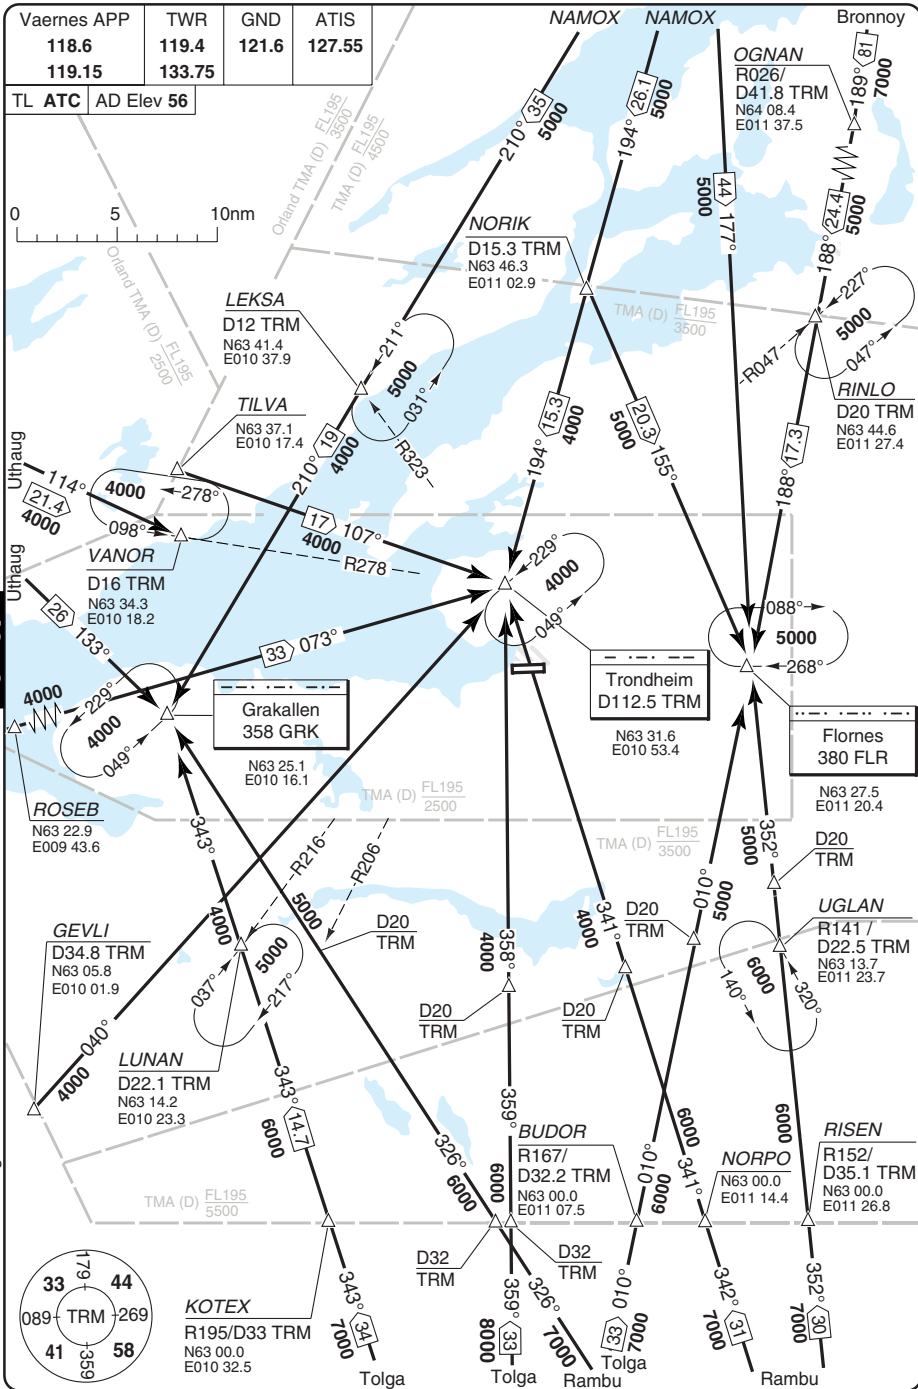 Vaernes APP
118.6
119.15
TWR
119.4
133.75
GND
121.6
ATIS
127.55
TL ATC
AD Elev 56
NAMOX
NAMOX
Bronnoy
OGNAN
R026/
D41.8 TRM
N64 08.4
E011 37.5
81
189°
7000
35
210°
5000
26.1
194°
5000
44
177°
5000
24.4
188°
5000
Orland TMA (D) FL195
3500
TMA (D) FL195
4500
Orland TMA (D) FL195
2500
0 5 10nm
NORIK
D15.3 TRM
N63 46.3
E011 02.9
TMA (D) FL195
3500
227°
5000
047°
R047
RINLO
D20 TRM
N63 44.6
E011 27.4
LEKSA
D12 TRM
N63 41.4
E010 37.9
211°
5000
031°
R323
19
210°
4000
15.3
194°
4000
20.3
155°
5000
17.3
188°
TILVA
N63 37.1
E010 17.4
Uthaug
114°
21.4
4000
4000
278°
098°
VANOR
D16 TRM
N63 34.3
E010 18.2
17
107°
4000
R278
229°
4000
049°
Uthaug
26
133°
33
073°
4000
229°
4000
049°
Grakallen
358 GRK
N63 25.1
E010 16.1
Trondheim
D112.5 TRM
N63 31.6
E010 53.4
088°
5000
268°
Flornes
380 FLR
N63 27.5
E011 20.4
ROSEB
N63 22.9
E009 43.6
TMA (D) FL195
2500
TMA (D) FL195
3500
343°
4000
R216
R206
5000
D20
TRM
358°
4000
D20
TRM
341°
4000
D20
TRM
010°
5000
D20
TRM
352°
5000
D20
TRM
UGLAN
R141 /
D22.5 TRM
N63 13.7
E011 23.7
6000
140°
320°
GEVLI
D34.8 TRM
N63 05.8
E010 01.9
040°
4000
037°
5000
217°
LUNAN
D22.1 TRM
N63 14.2
E010 23.3
343°
14.7
6000
326°
6000
359°
6000
BUDOR
R167/
D32.2 TRM
N63 00.0
E011 07.5
010°
6000
6000
341°
NORPO
N63 00.0
E011 14.4
6000
RISEN
R152/
D35.1 TRM
N63 00.0
E011 26.8
TMA (D) FL195
5500
D32
TRM
D32
TRM
KOTEX
R195/D33 TRM
N63 00.0
E010 32.5
343°
34
7000
Tolga
359°
33
8000
Tolga
326°
7000
Rambu
010°
33
7000
Tolga
342°
31
7000
Rambu
352°
30
7000
179
33 44
089 TRM 269
41 58
359